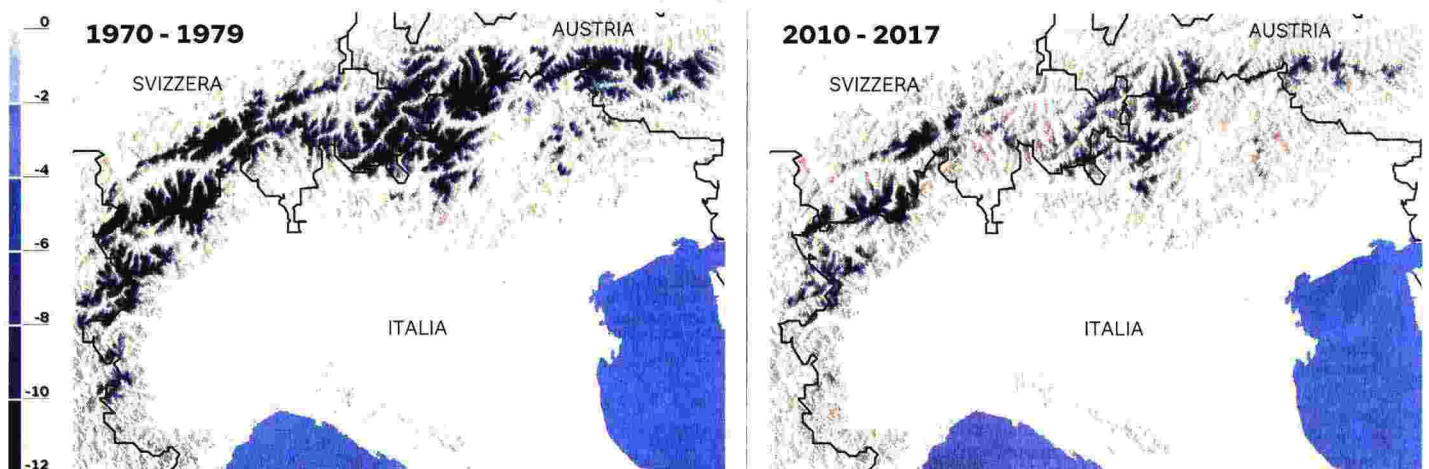 1970 - 1979
AUSTRIA
SVIZZERA
ITALIA
0
-2
-4
-6
-8
-10
-12
2010 - 2017
AUSTRIA
SVIZZERA
ITALIA